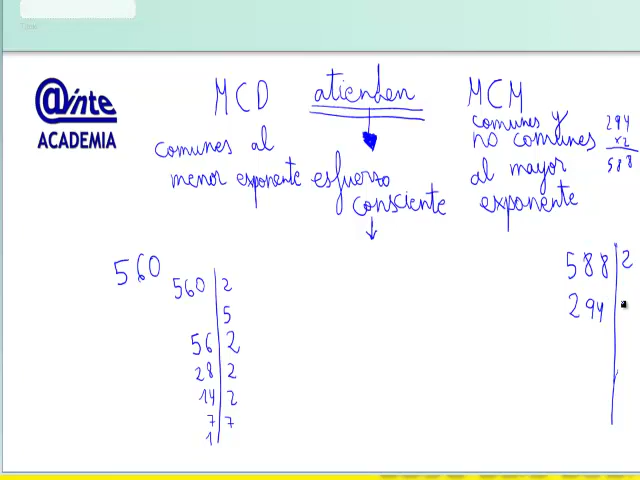 @inte
ACADEMIA
MCD atienden MCM
comunes al
menor exponente
esfuerzo
consciente
comunes y
no comunes
al mayor
exponente
294
x2
588
560
560 2
5
56 2
28 2
14 2
7 7
1
588 2
294